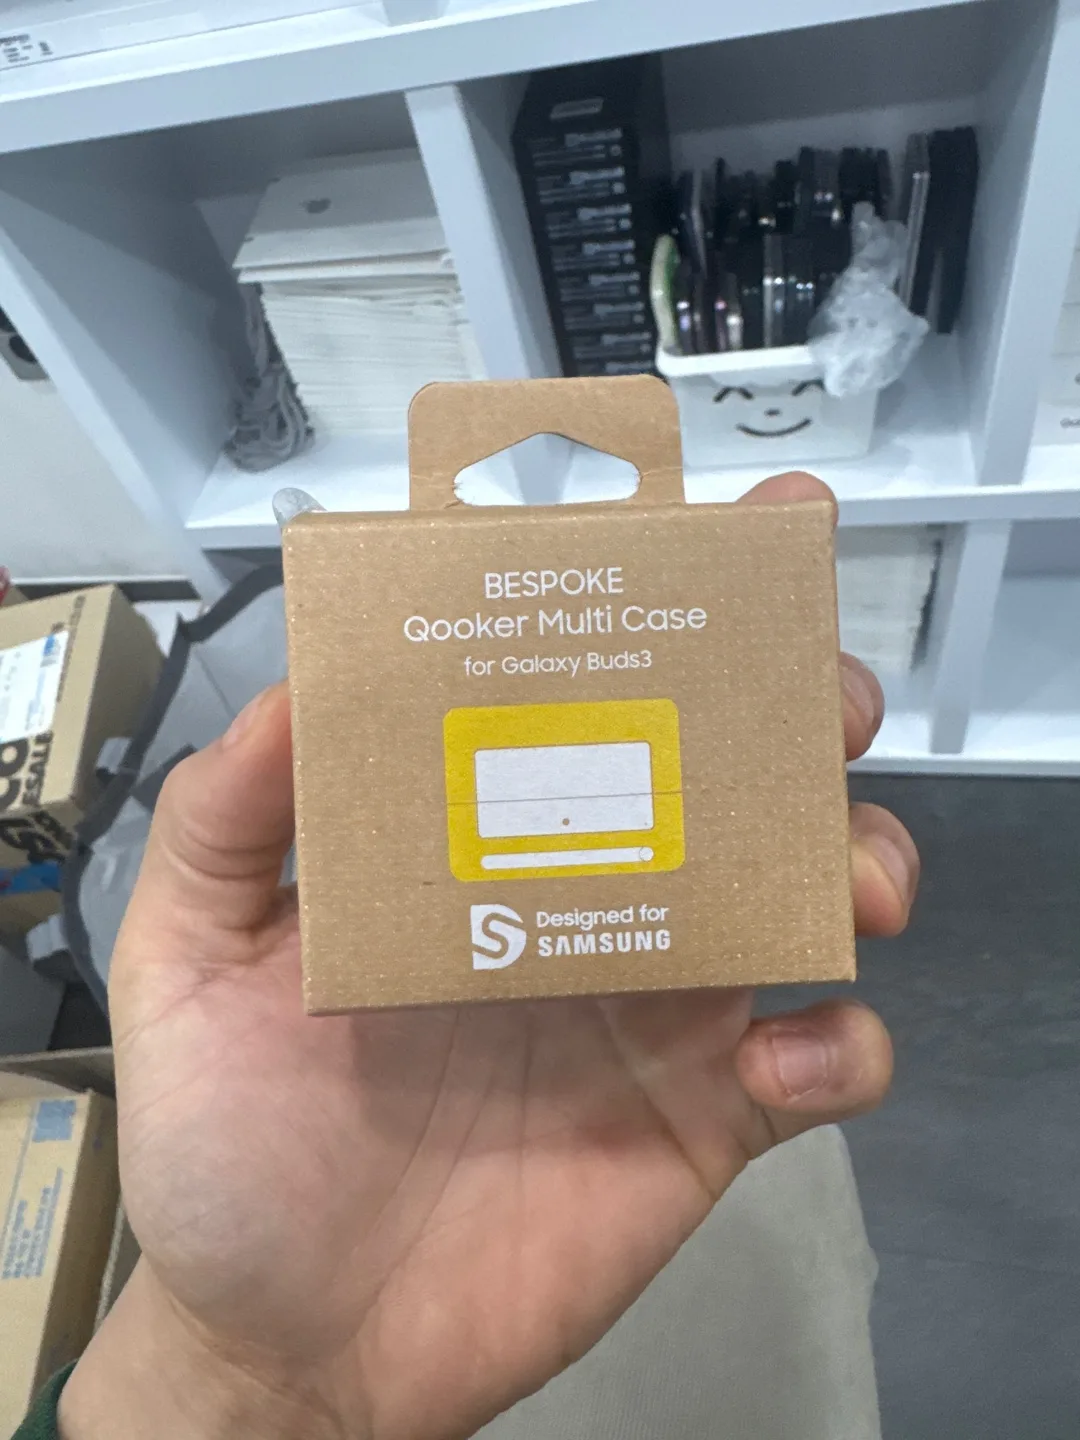 BESPOKE
Qooker Multi Case
for Galaxy Buds3
Designed for
SAMSUNG